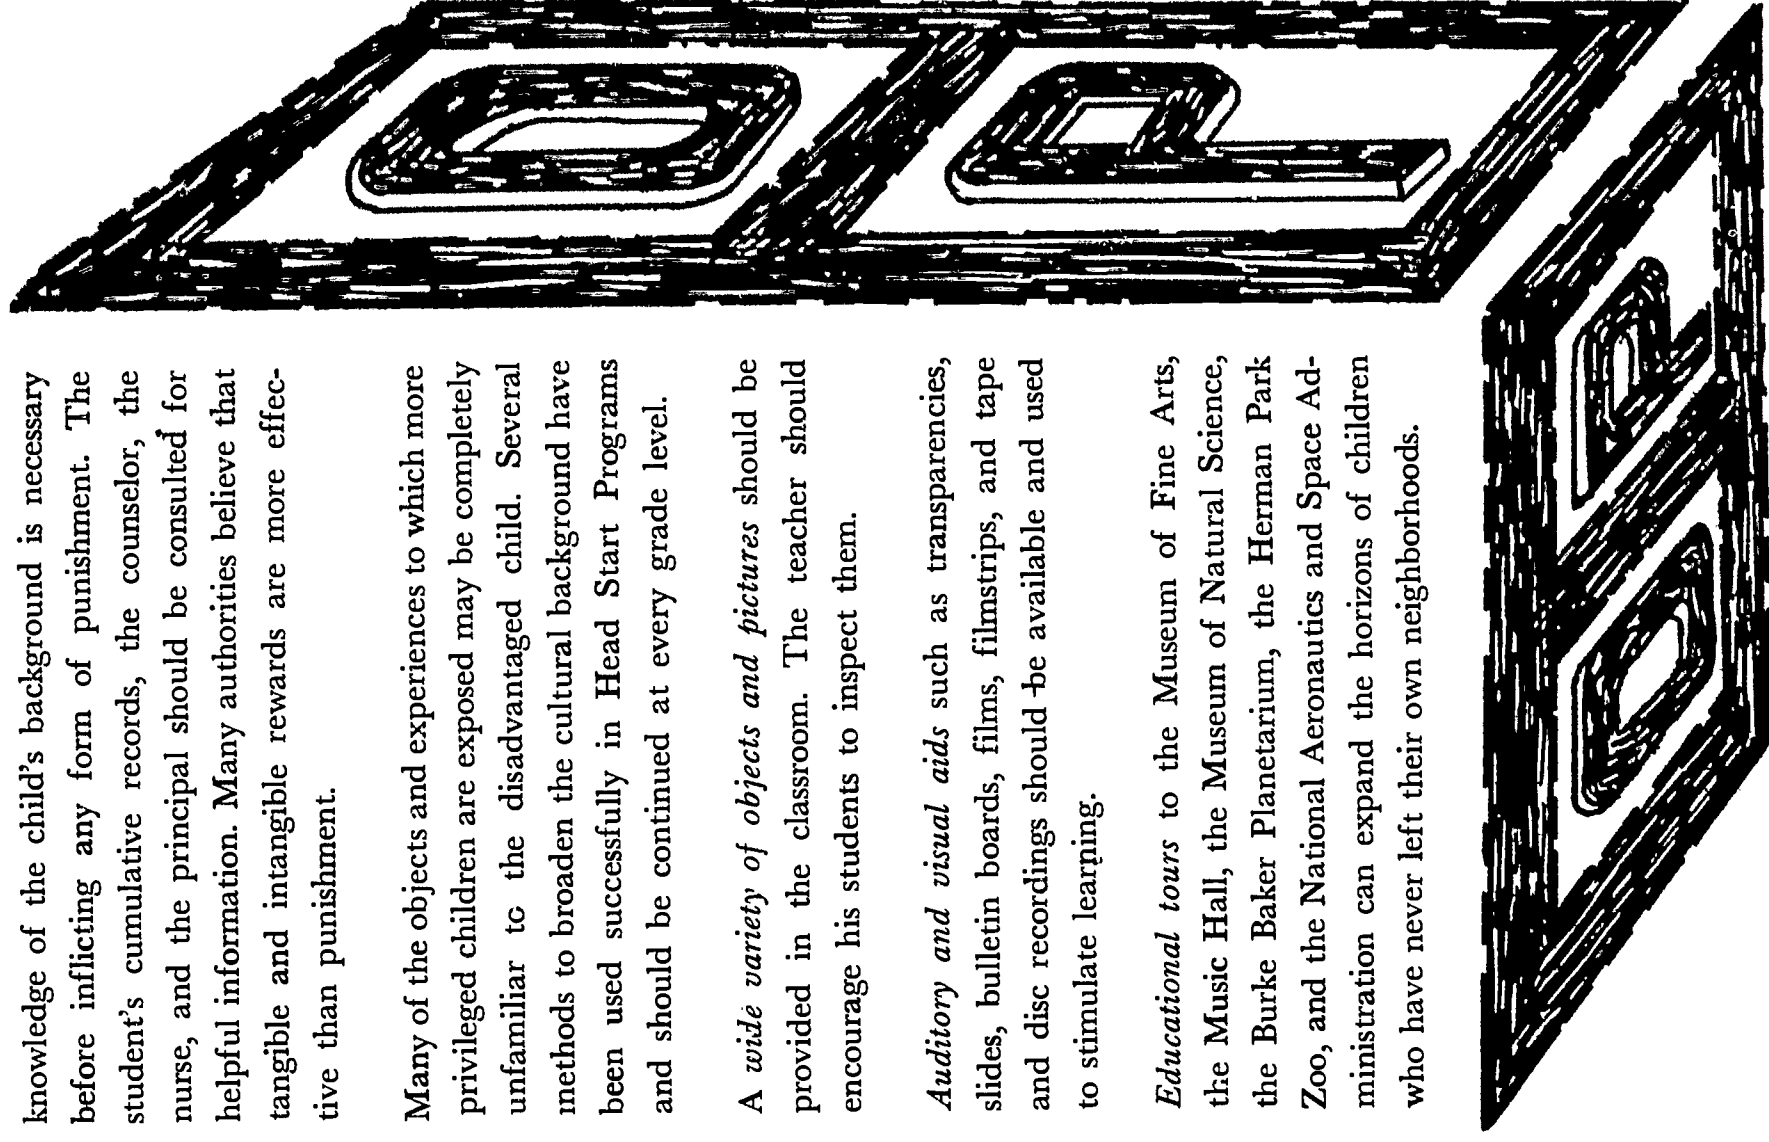 knowledge of the child's background is necessary
before inflicting any form of punishment. The
student's cumulative records, the counselor, the
nurse, and the principal should be consulted for
helpful information. Many authorities believe that
tangible and intangible rewards are more effec-
tive than punishment.
Many of the objects and experiences to which more
privileged children are exposed may be completely
unfamiliar to the disadvantaged child. Several
methods to broaden the cultural background have
been used successfully in Head Start Programs
and should be continued at every grade level.
A wide variety of objects and pictures should be
provided in the classroom. The teacher should
encourage his students to inspect them.
Auditory and visual aids such as transparencies,
slides, bulletin boards, films, filmstrips, and tape
and disc recordings should be available and used
to stimulate learning.
Educational tours to the Museum of Fine Arts,
the Music Hall, the Museum of Natural Science,
the Burke Baker Planetarium, the Herman Park
Zoo, and the National Aeronautics and Space Ad-
ministration can expand the horizons of children
who have never left their own neighborhoods.